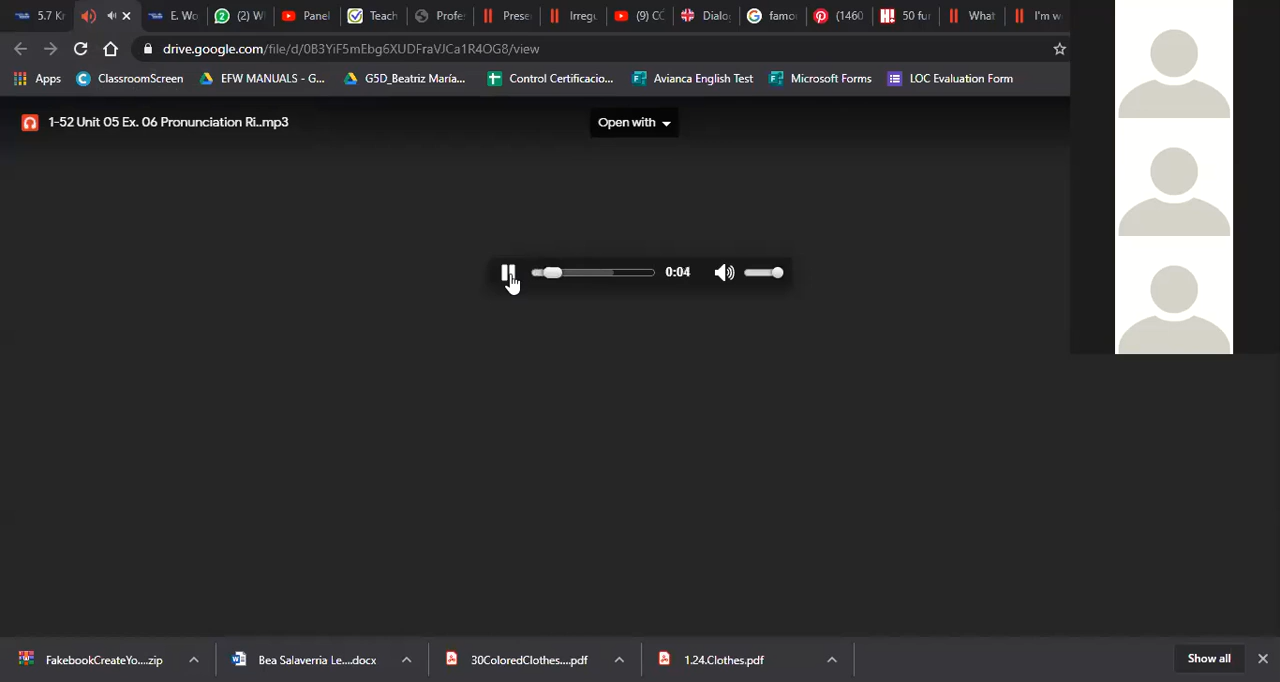 5.7 Kr
E. Wo
(2) W
Panel
Teach
Profe
Prese
Irregu
(9) CC
Dialo
famo
(1460
50 fur
What
I'm w
drive.google.com/file/d/0B3YiF5mEbg6XUDFraVJCa1R4OG8/view
Apps
ClassroomScreen
EFW MANUALS - G...
G5D_Beatriz María...
Control Certificacio...
Avianca English Test
Microsoft Forms
LOC Evaluation Form
1-52 Unit 05 Ex. 06 Pronunciation Ri..mp3
Open with
0:04
FakebookCreateYo....zip
Bea Salaverria Le....docx
30ColoredClothes....pdf
1.24.Clothes.pdf
Show all